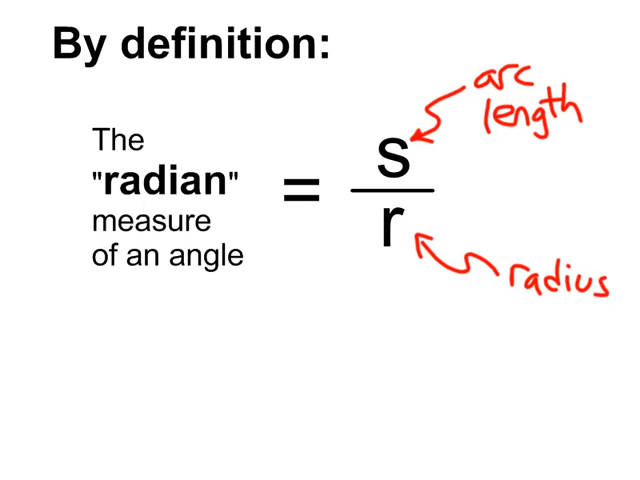 By definition:
The
"radian"
measure
of an angle
=
s
r
arc
length
radius